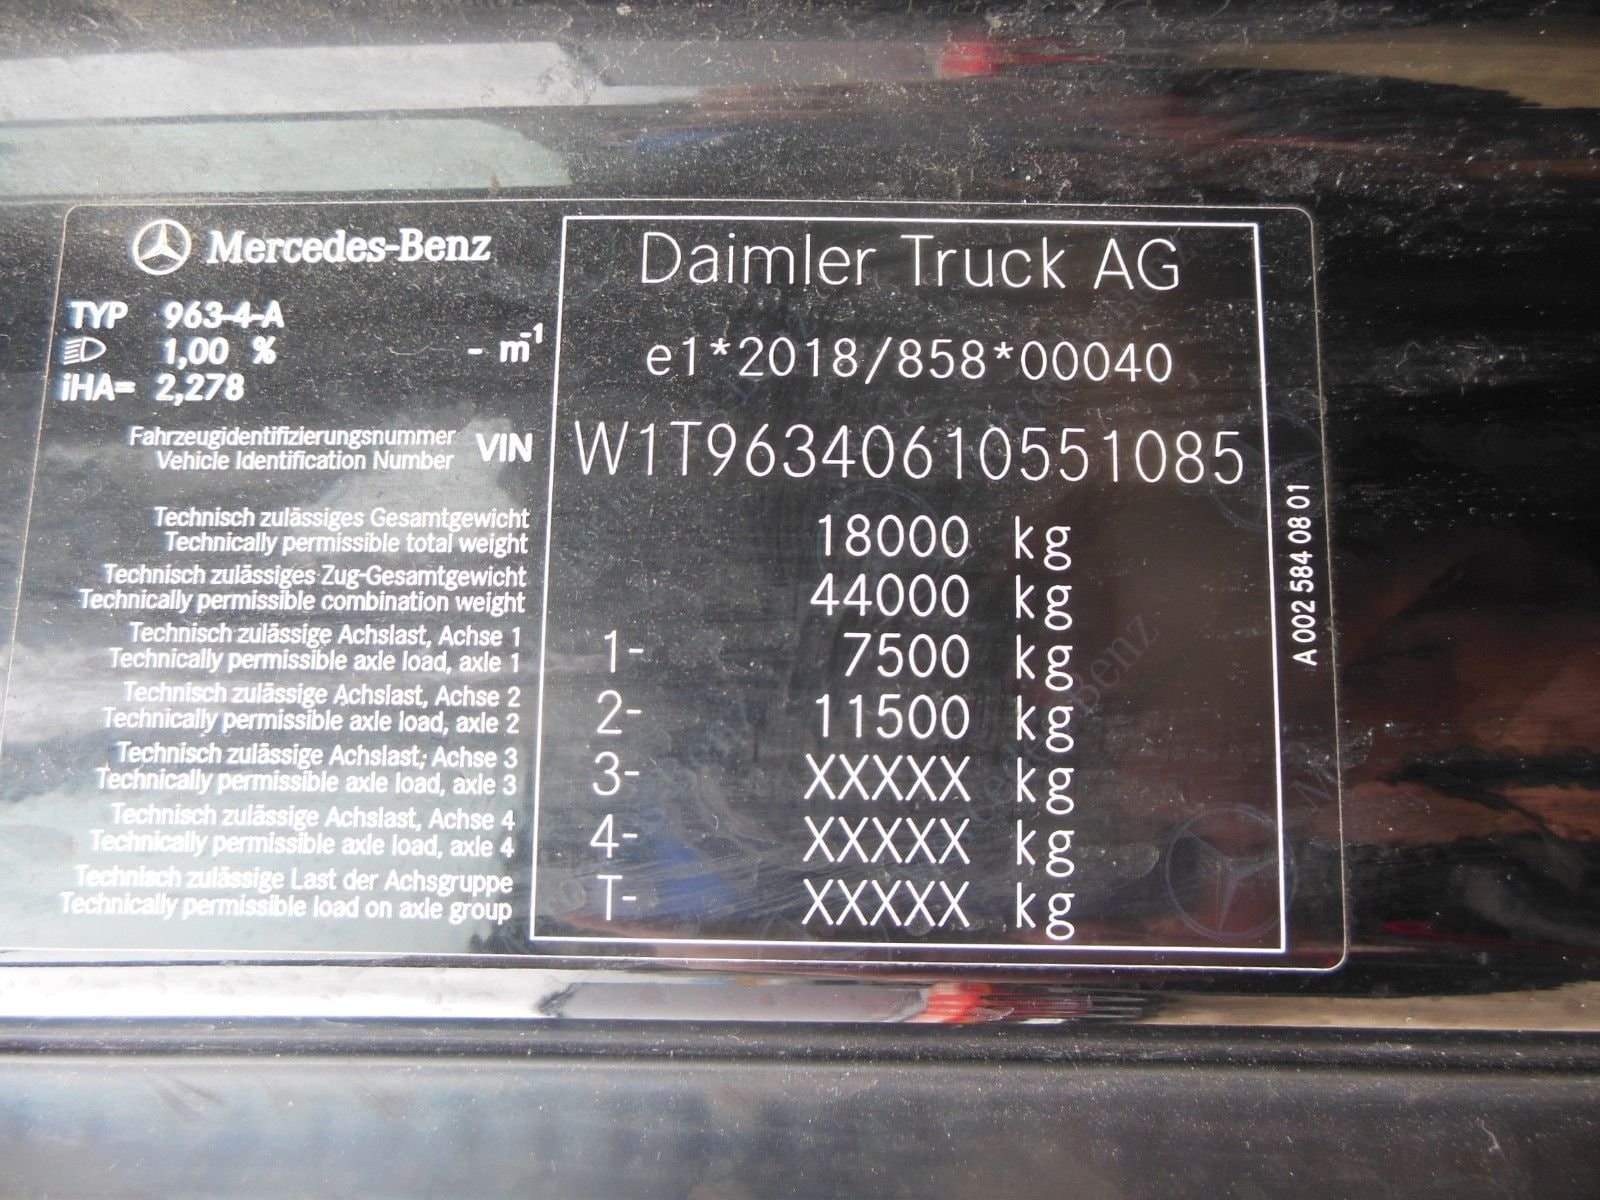 Mercedes-Benz
TYP 963-4-A
1,00 % - m-1
iHA= 2,278
Daimler Truck AG
e1*2018/858*00040
Fahrzeugidentifizierungsnummer
Vehicle Identification Number
VIN
W1T96340610551085
Technisch zulässiges Gesamtgewicht
Technically permissible total weight
18000 kg
Technisch zulässiges Zug-Gesamtgewicht
Technically permissible combination weight
44000 kg
Technisch zulässige Achslast, Achse 1
Technically permissible axle load, axle 1
1- 7500 kg
Technisch zulässige Achslast, Achse 2
Technically permissible axle load, axle 2
2- 11500 kg
Technisch zulässige Achslast, Achse 3
Technically permissible axle load, axle 3
3- XXXXX kg
Technisch zulässige Achslast, Achse 4
Technically permissible axle load, axle 4
4- XXXXX kg
Technisch zulässige Last der Achsgruppe
Technically permissible load on axle group
T- XXXXX kg
A 002 584 08 01